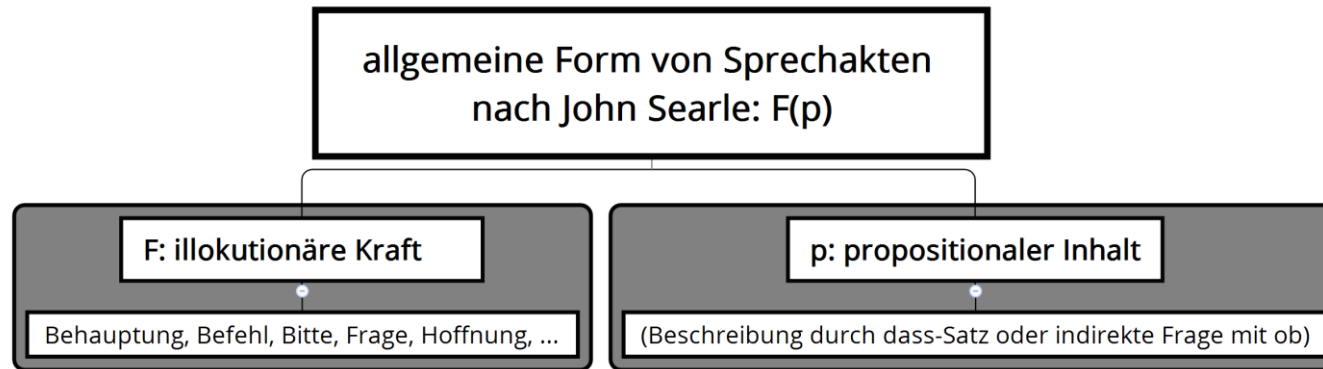 allgemeine Form von Sprechakten
nach John Searle: F(p)
F: illokutionäre Kraft
p: propositionaler Inhalt
Behauptung, Befehl, Bitte, Frage, Hoffnung, ...
(Beschreibung durch dass-Satz oder indirekte Frage mit ob)